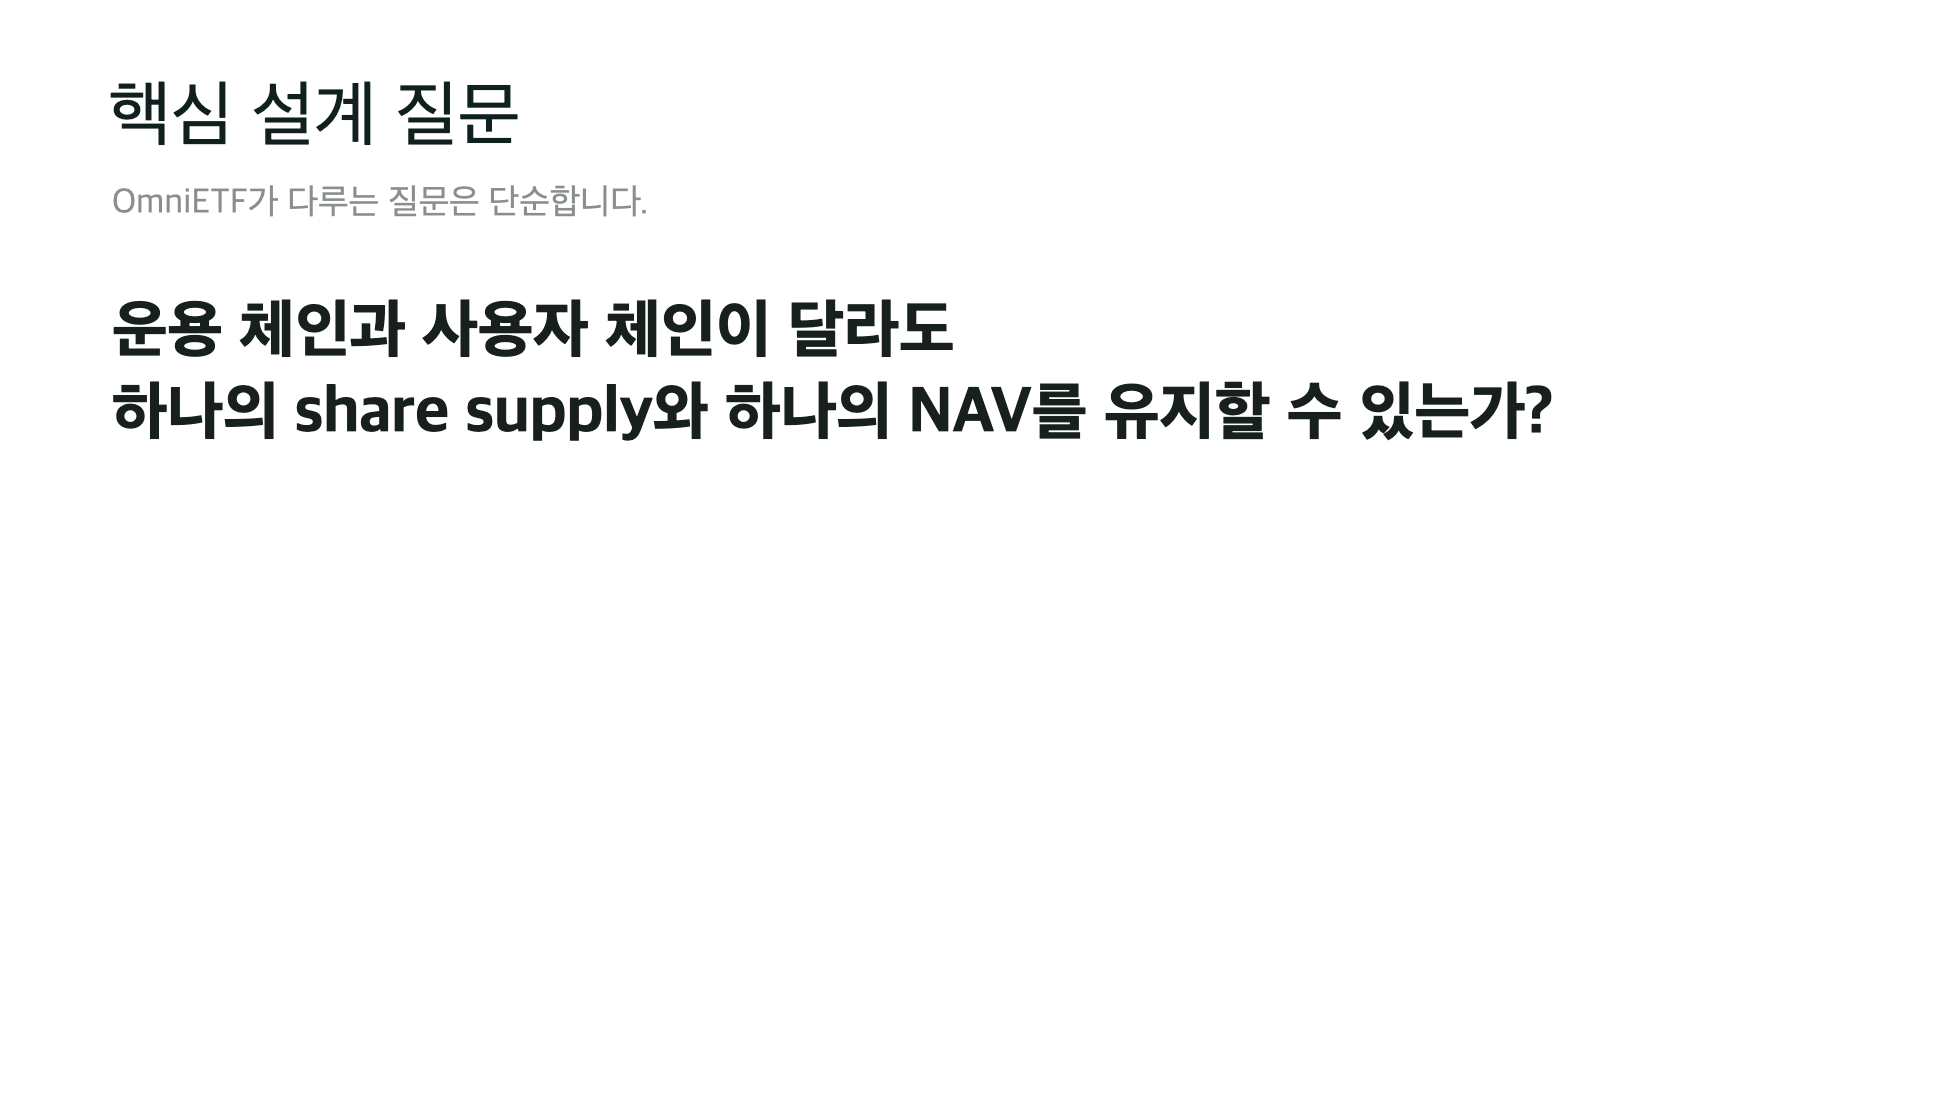 핵심 설계 질문
OmniETF가 다루는 질문은 단순합니다.
운용 체인과 사용자 체인이 달라도
하나의 share supply와 하나의 NAV를 유지할 수 있는가?